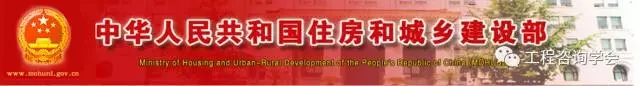 中华人民共和国住房和城乡建设部
www.mohurd.gov.cn
Ministry of Housing and Urban-Rural Development of the People's Republic of China (MOHURD)
工程咨询学会